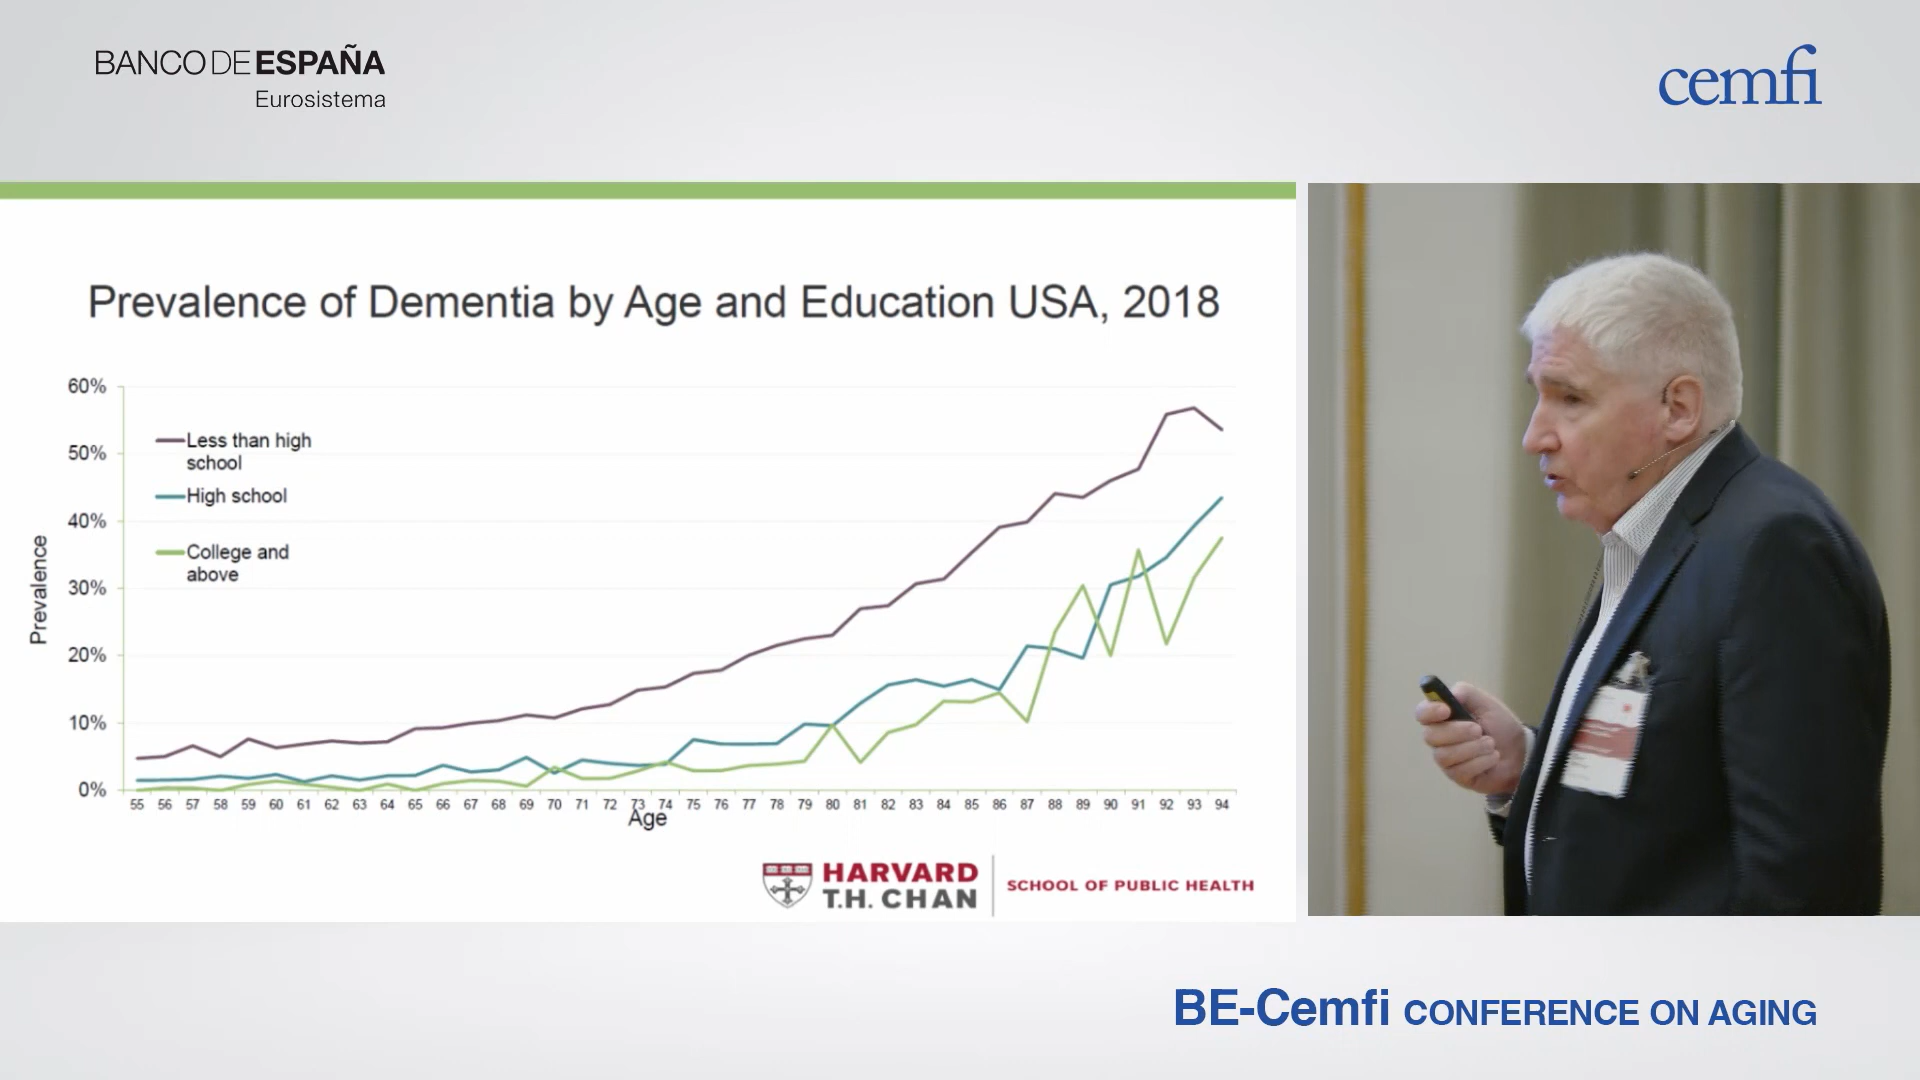 BANCO DE ESPAÑA
Eurosistema
cemfi
Prevalence of Dementia by Age and Education USA, 2018
60%
50%
40%
30%
20%
10%
0%
Prevalence
Less than high
school
High school
College and
above
55 56 57 58 59 60 61 62 63 64 65 66 67 68 69 70 71 72 73 74 75 76 77 78 79 80 81 82 83 84 85 86 87 88 89 90 91 92 93 94
Age
HARVARD
T.H. CHAN
SCHOOL OF PUBLIC HEALTH
BE-Cemfi CONFERENCE ON AGING